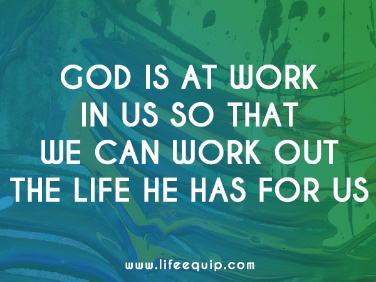 GOD IS AT WORK
IN US SO THAT
WE CAN WORK OUT
THE LIFE HE HAS FOR US
www.lifeequip.com